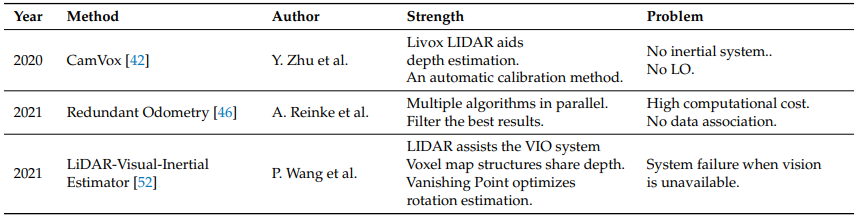 Year Method Author Strength Problem
2020 CamVox [42] Y. Zhu et al. Livox LIDAR aids
depth estimation.
An automatic calibration method. No inertial system..
No LO.
2021 Redundant Odometry [46] A. Reinke et al. Multiple algorithms in parallel.
Filter the best results. High computational cost.
No data association.
2021 LiDAR-Visual-Inertial
Estimator [52] P. Wang et al. LIDAR assists the VIO system
Voxel map structures share depth.
Vanishing Point optimizes
rotation estimation. System failure when vision
is unavailable.